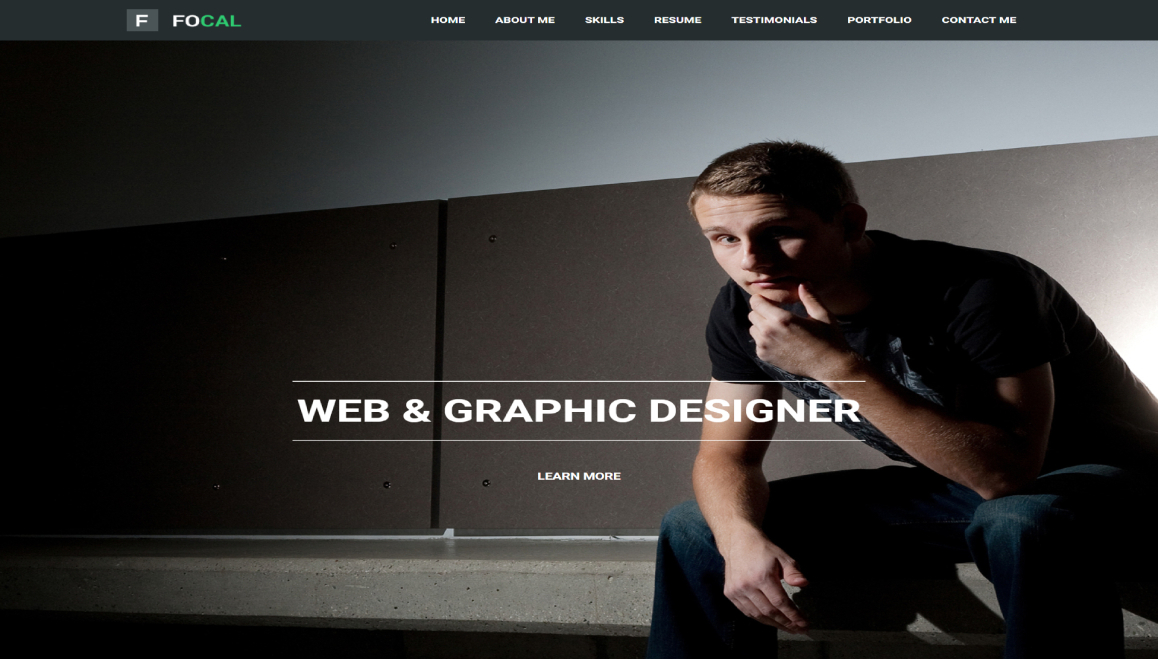 F FOCAL HOME ABOUT ME SKILLS RESUME TESTIMONIALS PORTFOLIO CONTACT ME
WEB & GRAPHIC DESIGNER
LEARN MORE